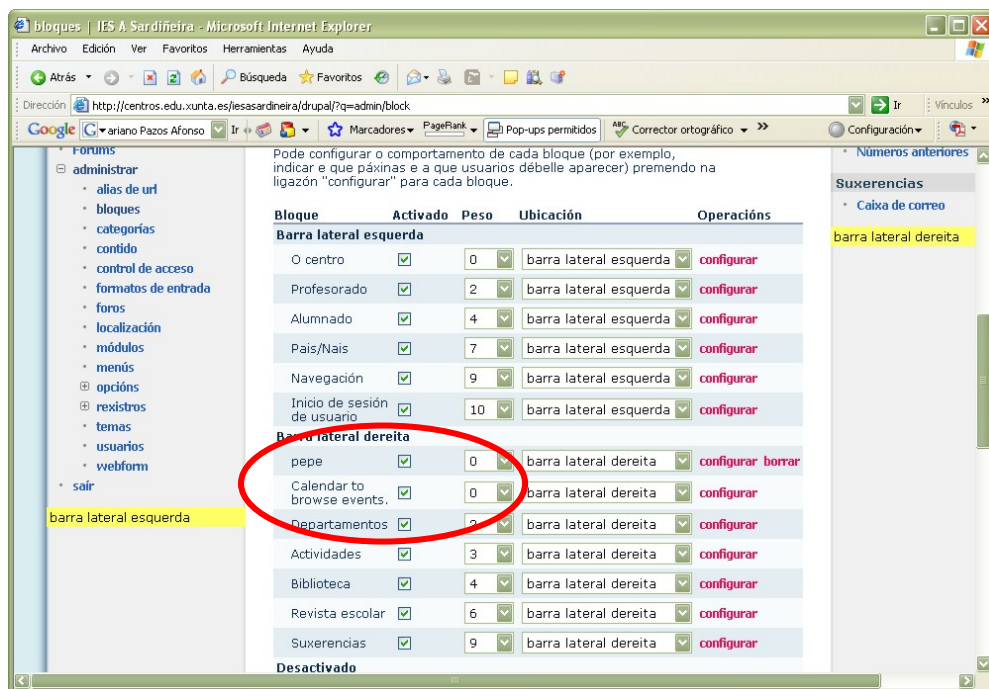 bloques | IES A Sardiñeira - Microsoft Internet Explorer
Archivo Edición Ver Favoritos Herramientas Ayuda
Atrás Búsqueda Favoritos
Dirección http://centros.edu.xunta.es/iesasardineira/drupal/?q=admin/block Ir Vínculos »
Google G ariano Pazos Afonso Ir Marcadores PageRank Pop-ups permitidos ABC Corrector ortográfico » Configuración
Forums
administrar
alias de url
bloques
categorías
contido
control de acceso
formatos de entrada
foros
localización
módulos
menús
opcións
rexistros
temas
usuarios
webform
saír
barra lateral esquerda
Pode configurar o comportamento de cada bloque (por exemplo,
indicar e que páxinas e a que usuarios débelle aparecer) premendo na
ligazón "configurar" para cada bloque.
Bloque Activado Peso Ubicación Operacións
Barra lateral esquerda
O centro 0 barra lateral esquerda configurar
Profesorado 2 barra lateral esquerda configurar
Alumnado 4 barra lateral esquerda configurar
Pais/Nais 7 barra lateral esquerda configurar
Navegación 9 barra lateral esquerda configurar
Inicio de sesión
de usuario 10 barra lateral esquerda configurar
Barra lateral dereita
pepe 0 barra lateral dereita configurar borrar
Calendar to
browse events. 0 barra lateral dereita configurar
Departamentos 2 barra lateral dereita configurar
Actividades 3 barra lateral dereita configurar
Biblioteca 4 barra lateral dereita configurar
Revista escolar 6 barra lateral dereita configurar
Suxerencias 9 barra lateral dereita configurar
Desactivado
Números anteriores
Suxerencias
Caixa de correo
barra lateral dereita